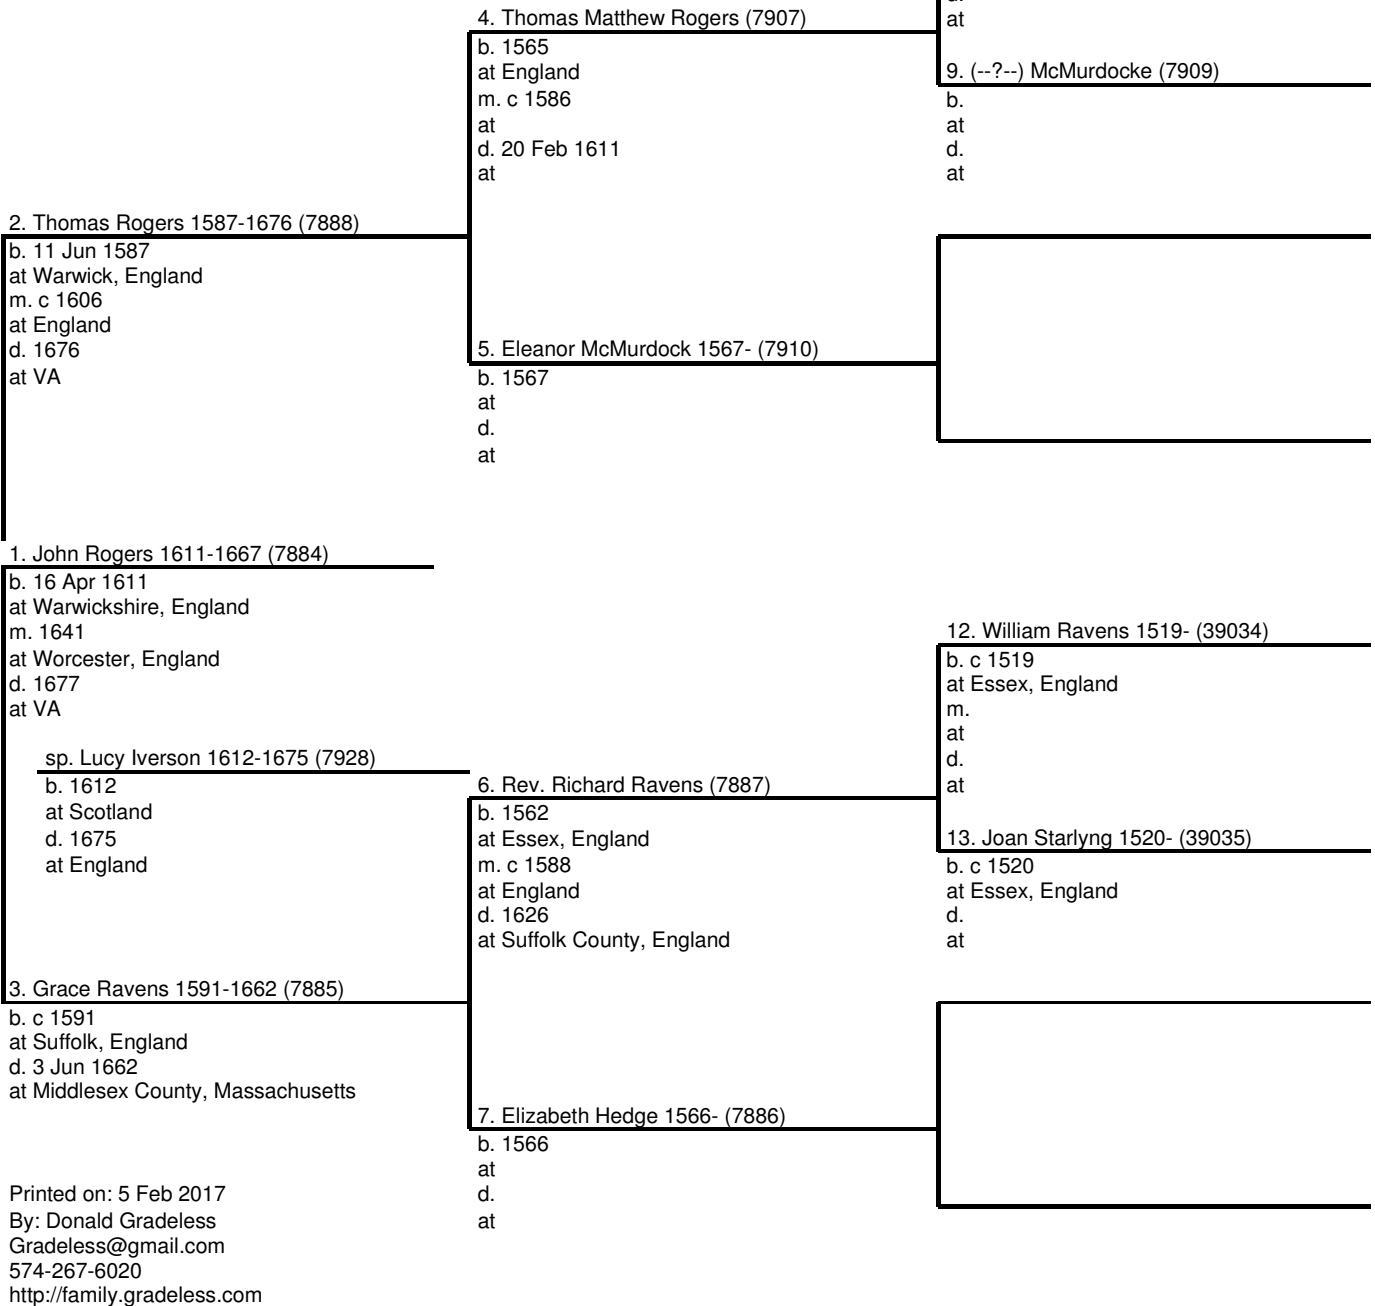 4. Thomas Matthew Rogers (7907)
b. 1565
at England
m. c 1586
at
d. 20 Feb 1611
at
at
9. (--?--) McMurdocke (7909)
b.
at
d.
at
2. Thomas Rogers 1587-1676 (7888)
b. 11 Jun 1587
at Warwick, England
m. c 1606
at England
d. 1676
at VA
5. Eleanor McMurdock 1567- (7910)
b. 1567
at
d.
at
1. John Rogers 1611-1667 (7884)
b. 16 Apr 1611
at Warwickshire, England
m. 1641
at Worcester, England
d. 1677
at VA
sp. Lucy Iverson 1612-1675 (7928)
b. 1612
at Scotland
d. 1675
at England
12. William Ravens 1519- (39034)
b. c 1519
at Essex, England
m.
at
d.
at
6. Rev. Richard Ravens (7887)
b. 1562
at Essex, England
m. c 1588
at England
d. 1626
at Suffolk County, England
13. Joan Starlyng 1520- (39035)
b. c 1520
at Essex, England
d.
at
3. Grace Ravens 1591-1662 (7885)
b. c 1591
at Suffolk, England
d. 3 Jun 1662
at Middlesex County, Massachusetts
7. Elizabeth Hedge 1566- (7886)
b. 1566
at
d.
at
Printed on: 5 Feb 2017
By: Donald Gradeless
Gradeless@gmail.com
574-267-6020
http://family.gradeless.com